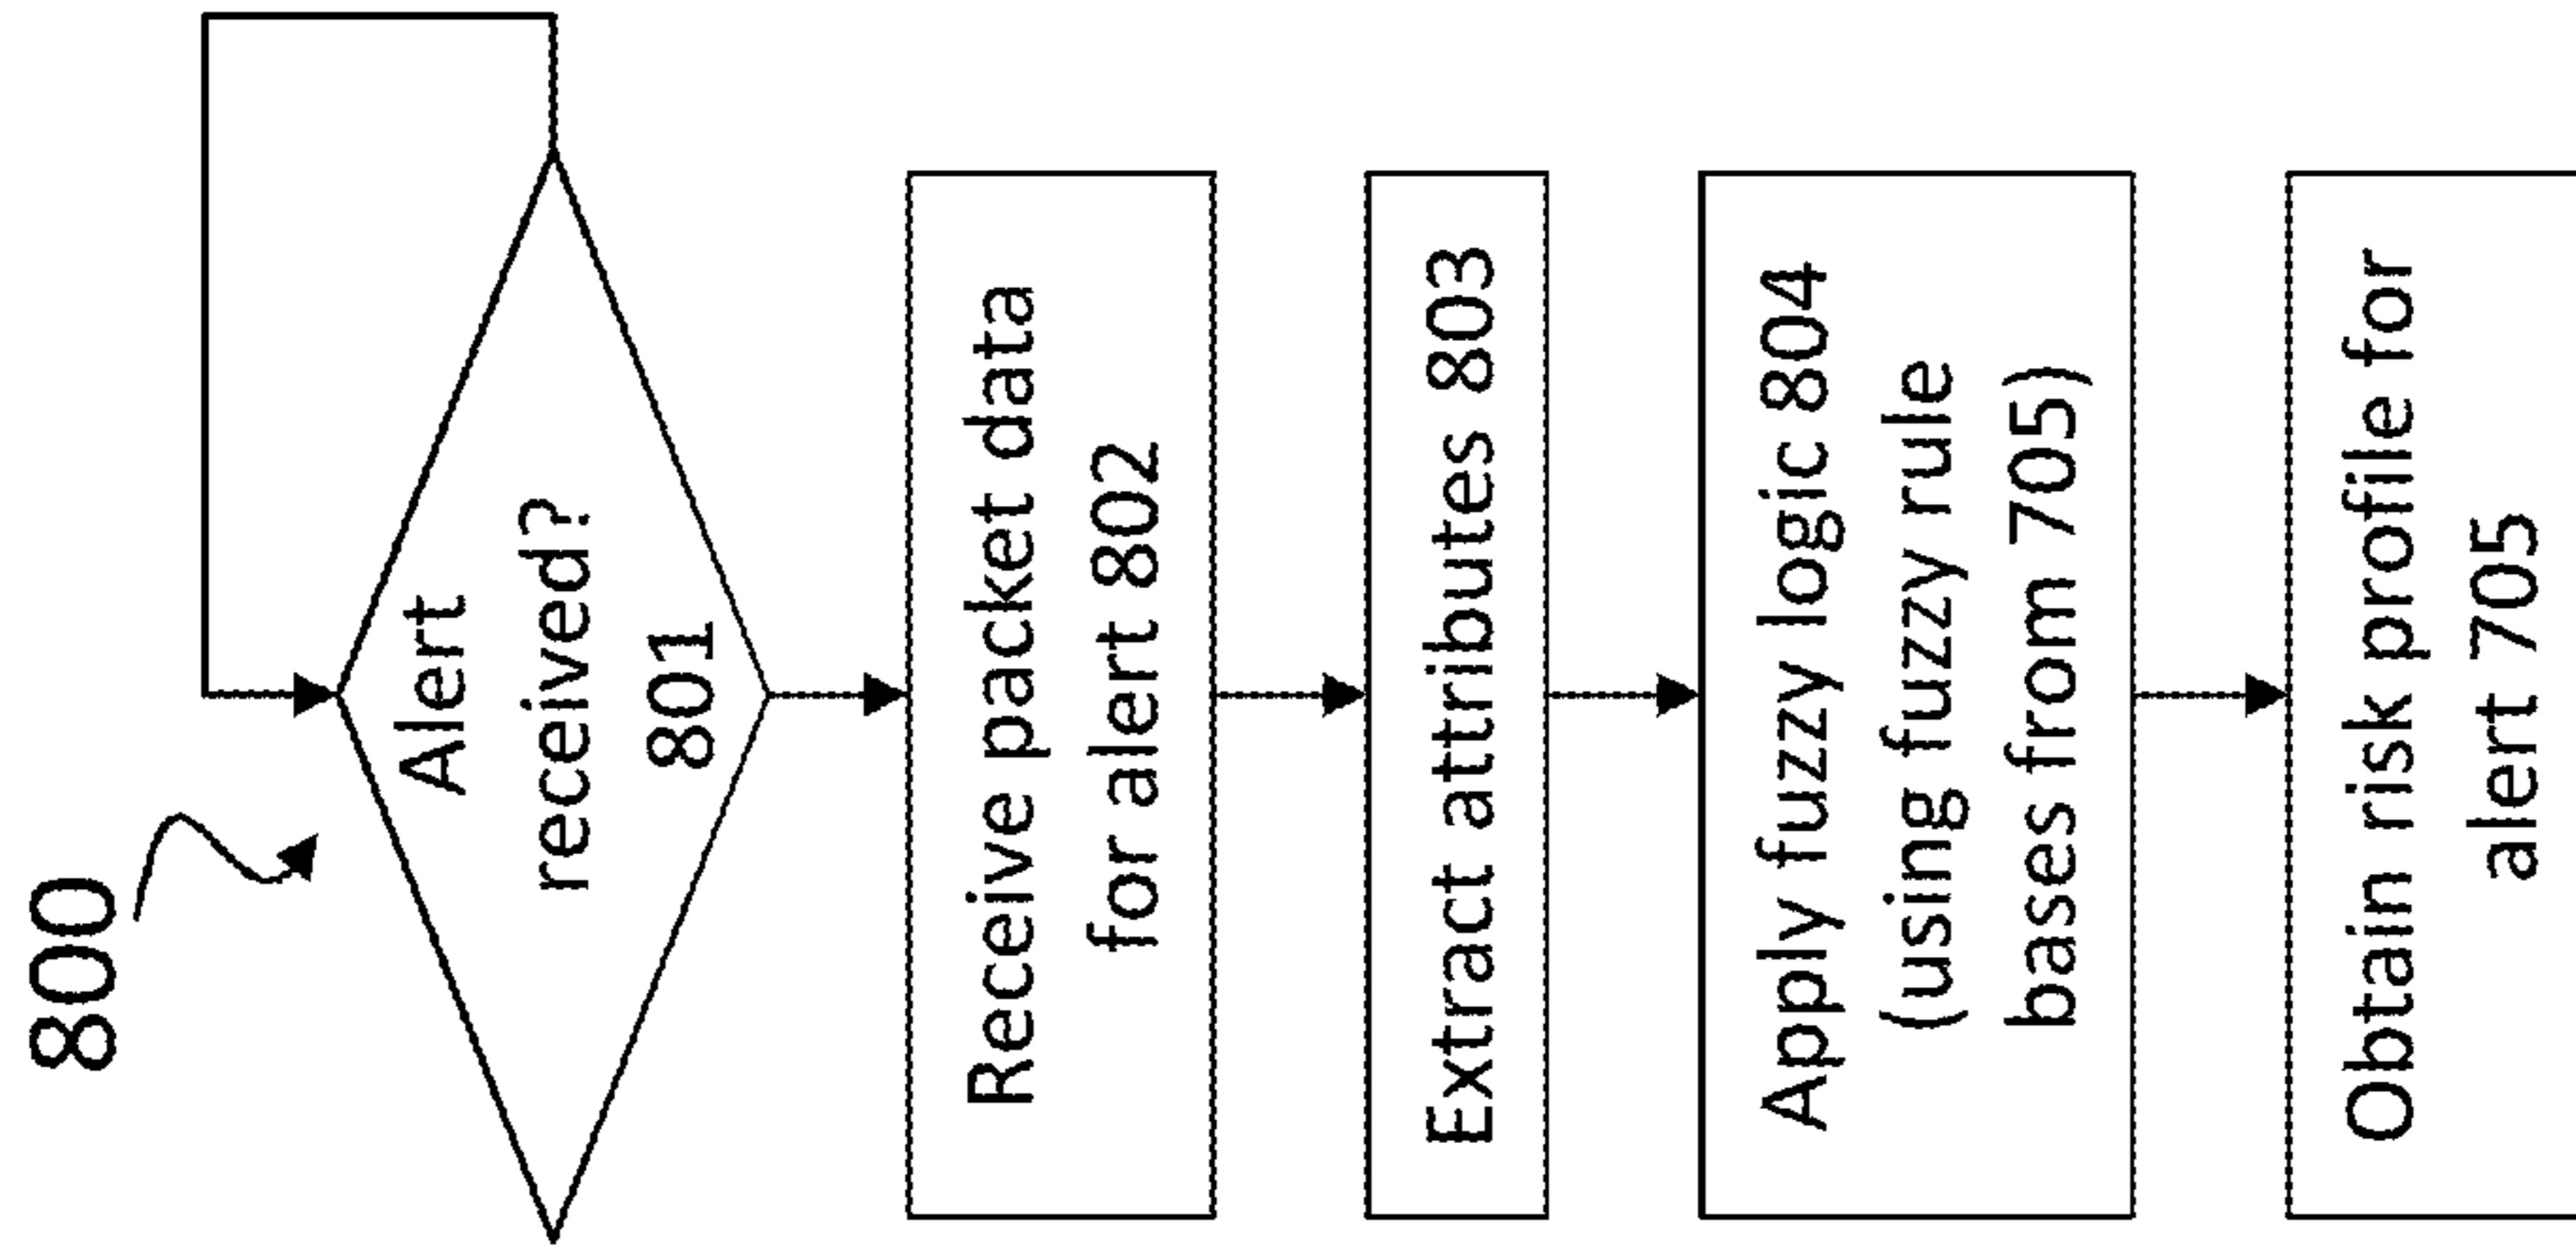 800
Alert
received?
801
Receive packet data
for alert 802
Extract attributes 803
Apply fuzzy logic 804
(using fuzzy rule
bases from 705)
Obtain risk profile for
alert 705